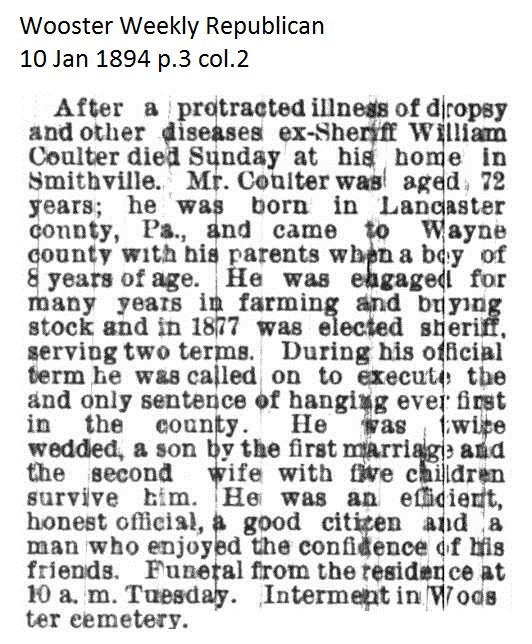 Wooster Weekly Republican
10 Jan 1894 p.3 col.2
After a protracted illness of dropsy
and other diseases ex-Sheriff William
Coulter died Sunday at his home in
Smithville. Mr. Coulter was aged 72
years; he was born in Lancaster
county, Pa., and came to Wayne
county with his parents when a boy of
8 years of age. He was engaged for
many years in farming and buying
stock and in 1877 was elected sheriff,
serving two terms. During his official
term he was called on to execute the
and only sentence of hanging ever first
in the county. He was twice
wedded, a son by the first marriage and
the second wife with five children
survive him. He was an efficient,
honest official, a good citizen and a
man who enjoyed the confidence of his
friends. Funeral from the residence at
10 a. m. Tuesday. Interment in Woos
ter cemetery.